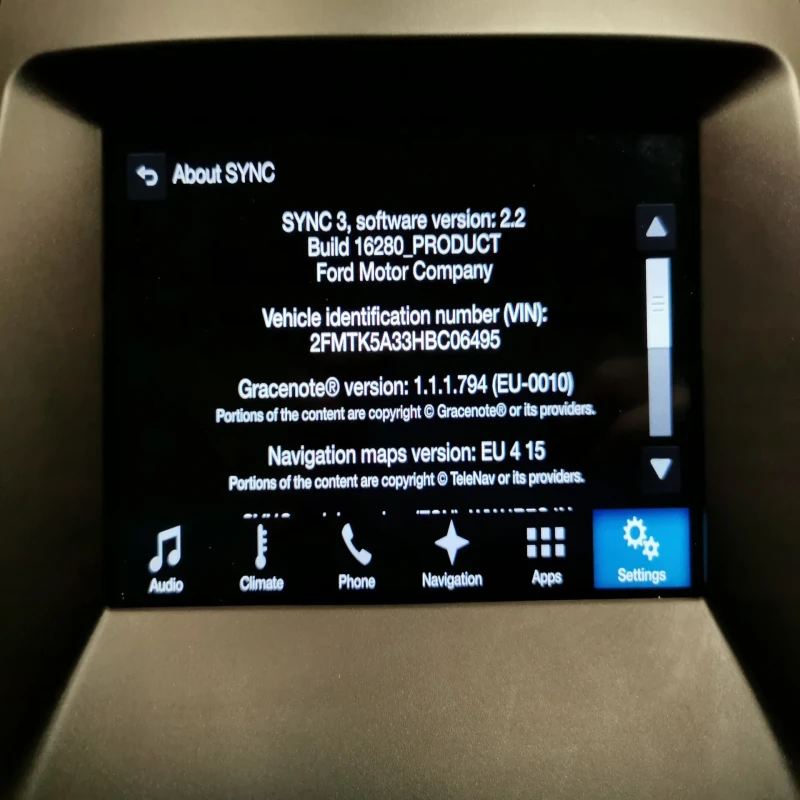 About SYNC
SYNC 3, software version: 2.2
Build 16280_PRODUCT
Ford Motor Company
Vehicle identification number (VIN):
2FMTK5A33HBC06495
Gracenote® version: 1.1.1.794 (EU-0010)
Portions of the content are copyright © Gracenote® or its providers.
Navigation maps version: EU 4 15
Portions of the content are copyright © TeleNav or its providers.
Audio
Climate
Phone
Navigation
Apps
Settings